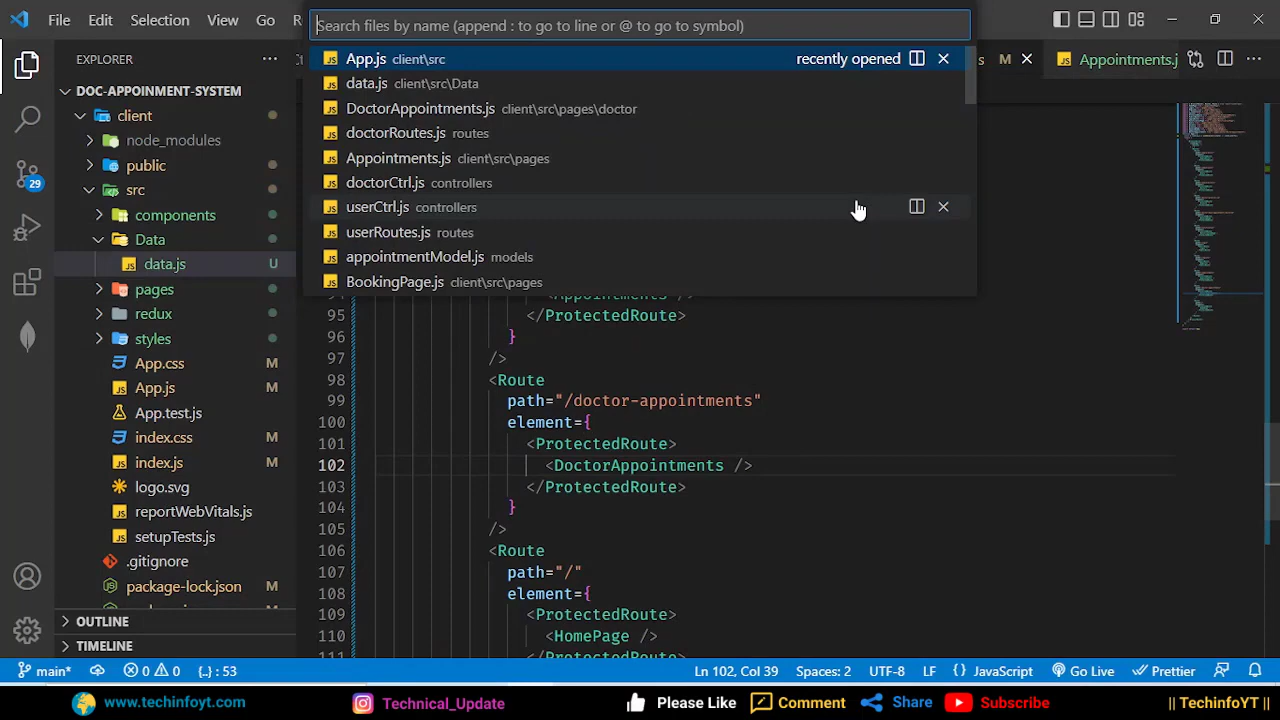 File Edit Selection View Go
Search files by name (append : to go to line or @ to go to symbol)
EXPLORER
App.js client\src recently opened
data.js client\src\Data
DoctorAppointments.js client\src\pages\doctor
doctorRoutes.js routes
Appointments.js client\src\pages
doctorCtrl.js controllers
userCtrl.js controllers
userRoutes.js routes
appointmentModel.js models
BookingPage.js client\src\pages
M
Appointments.js
DOC-APPOINMENT-SYSTEM
client
node_modules
public
src
components
Data
data.js U
pages
redux
styles
App.css M
App.js M
App.test.js
index.css M
index.js M
logo.svg
reportWebVitals.js
setupTests.js
.gitignore
package-lock.json M
OUTLINE
TIMELINE
29
<Appointments />
95 </ProtectedRoute>
96 }
97 />
98 <Route
99 path="/doctor-appointments"
100 element={
101 <ProtectedRoute>
102 <DoctorAppointments />
103 </ProtectedRoute>
104 }
105 />
106 <Route
107 path="/"
108 element={
109 <ProtectedRoute>
110 <HomePage />
111 </ProtectedRoute>
main* 0 0 {..} : 53 Ln 102, Col 39 Spaces: 2 UTF-8 LF {} JavaScript Go Live Prettier
www.techinfoyt.com Technical_Update Please Like Comment Share Subscribe || TechinfoYT ||